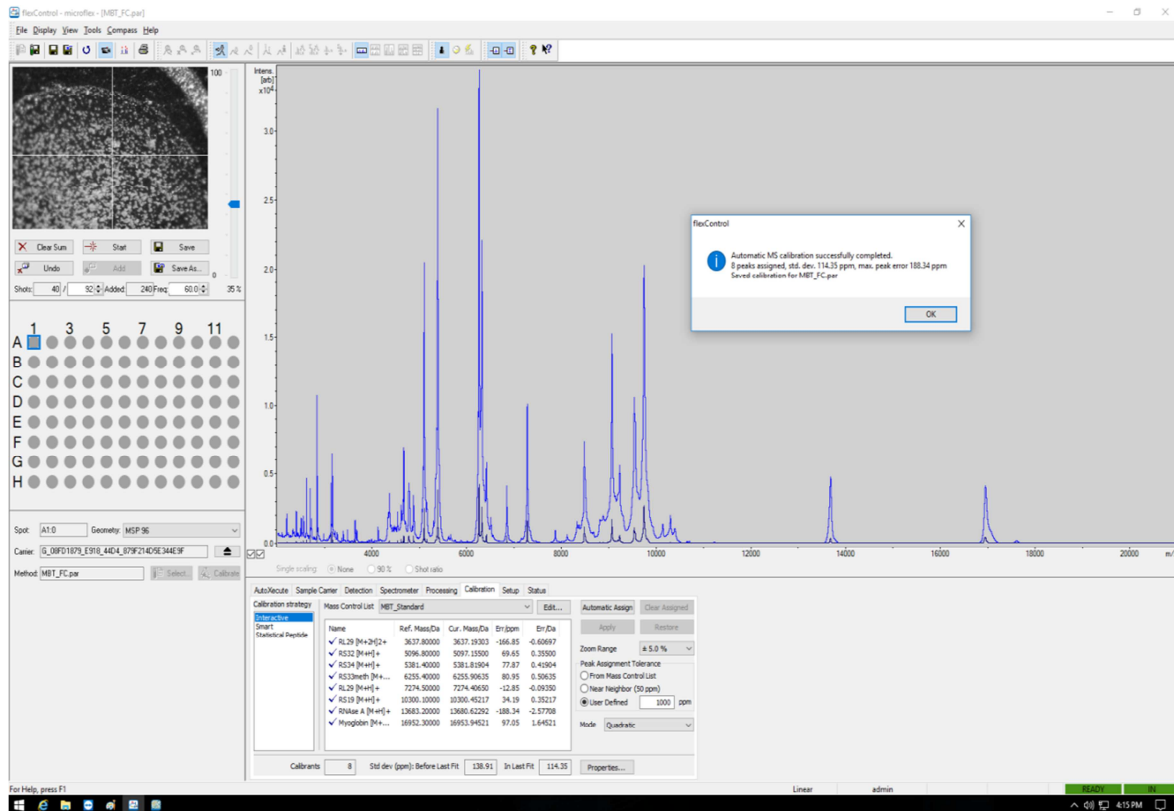 flexControl - microflex - [MBT_FC.par]
File Display View Tools Compass Help
100
Clear Sum Start Save
Undo Add Save As...
0
Shots: 40 / 92 Added: 240 Freq: 60.0 35 %
1 3 5 7 9 11
A
B
C
D
E
F
G
H
Spot: A1:0 Geometry: MSP 96
Carrier: G_08FD1879_E918_44D4_879F214D5E344E9F
Method: MBT_FC.par Select... Calibrate
Intens.
[arb]
x10⁴
3.0
2.5
2.0
1.5
1.0
0.5
0.0
4000 6000 8000 10000 12000 14000 16000 18000 20000
Single scaling: None 90 % Shot ratio
flexControl
Automatic MS calibration successfully completed.
8 peaks assigned, std. dev. 114.35 ppm, max. peak error 188.34 ppm
Saved calibration for MBT_FC.par
OK
AutoXecute Sample Carrier Detection Spectrometer Processing Calibration Setup Status
Calibration strategy
Interactive
Smart
Statistical Peptide
Mass Control List MBT_Standard Edit...
Name Ref. Mass/Da Cur. Mass/Da Err/ppm Err/Da
RL29 [M+2H]2+ 3637.80000 3637.19303 -166.85 -0.60697
RS32 [M+H]+ 5096.80000 5097.15500 69.65 0.35500
RS34 [M+H]+ 5381.40000 5381.81904 77.87 0.41904
RS33meth [M+... 6255.40000 6255.90635 80.95 0.50635
RL29 [M+H]+ 7274.50000 7274.40650 -12.85 -0.09350
RS19 [M+H]+ 10300.10000 10300.45217 34.19 0.35217
RNAse A [M+H]+ 13683.20000 13680.62292 -188.34 -2.57708
Myoglobin [M+... 16952.30000 16953.94521 97.05 1.64521
Calibrants 8 Std dev (ppm): Before Last Fit 138.91 In Last Fit 114.35
Automatic Assign Clear Assigned
Apply Restore
Zoom Range ± 5.0 %
Peak Assignment Tolerance
From Mass Control List
Near Neighbor (50 ppm)
User Defined 1000 ppm
Mode Quadratic
Properties...
For Help, press F1 Linear admin READY IN
4:15 PM